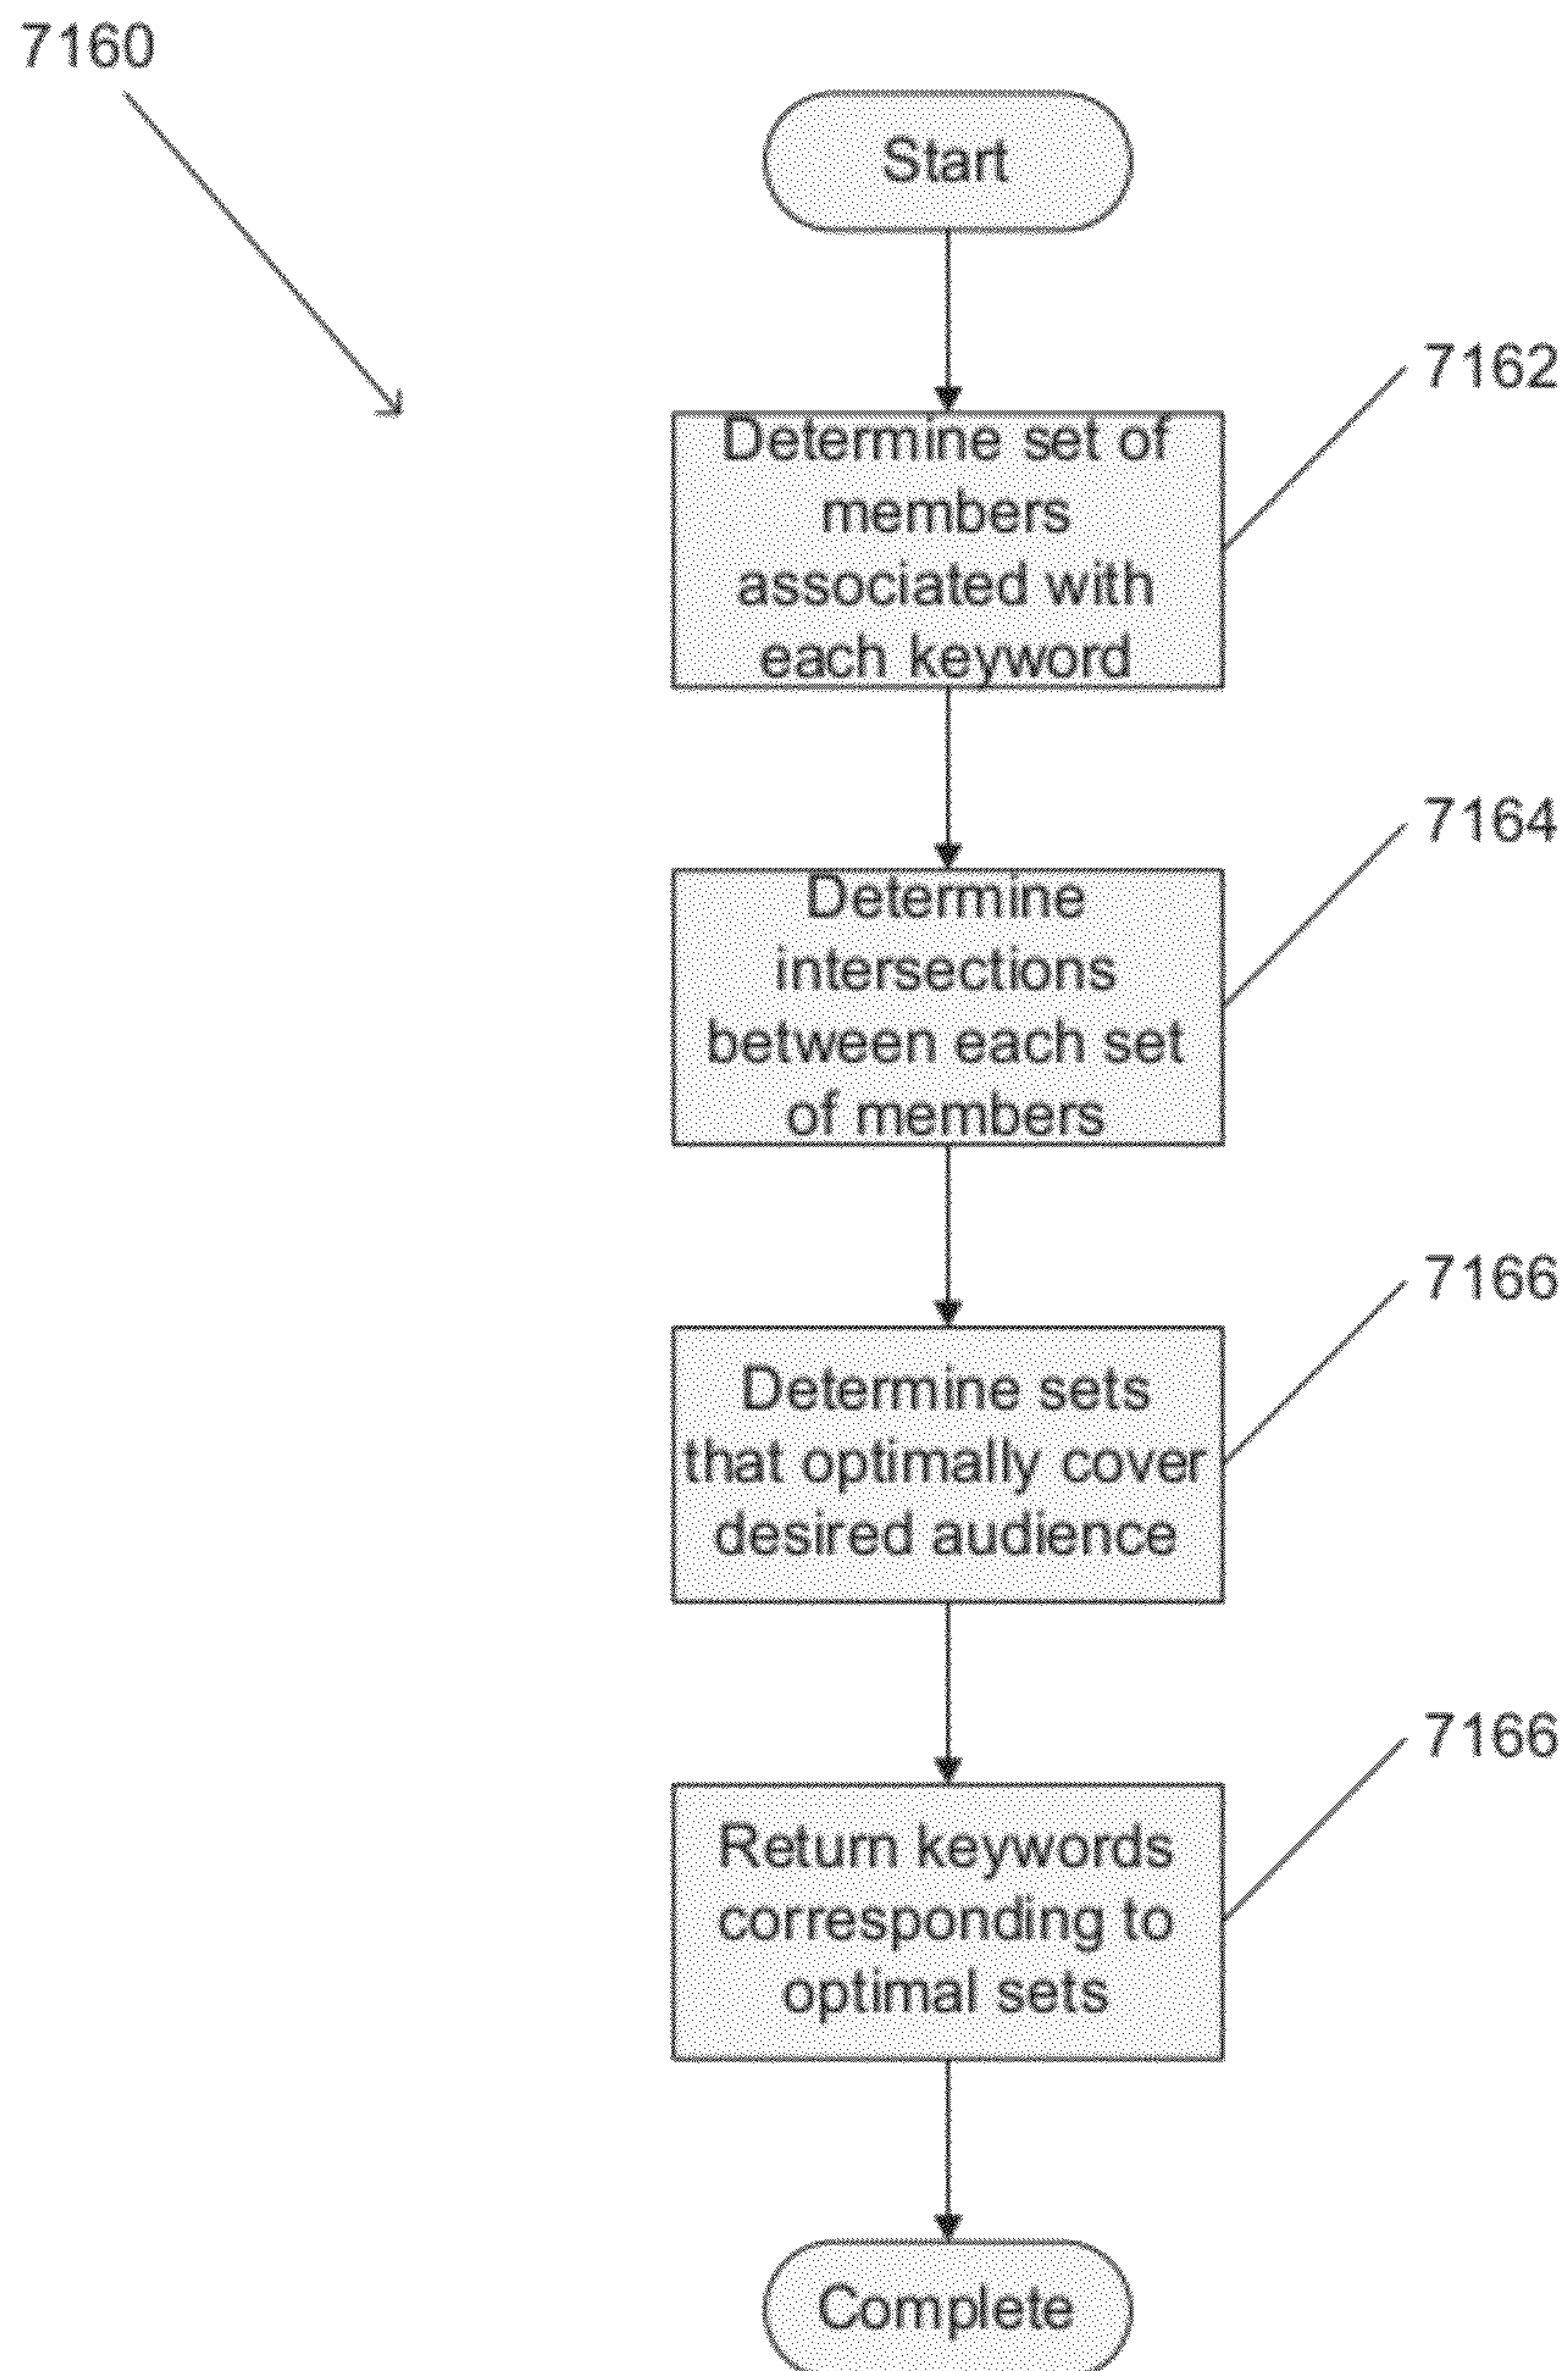 7160
Start
7162
Determine set of
members
associated with
each keyword
7164
Determine
intersections
between each set
of members
7166
Determine sets
that optimally cover
desired audience
7166
Return keywords
corresponding to
optimal sets
Complete